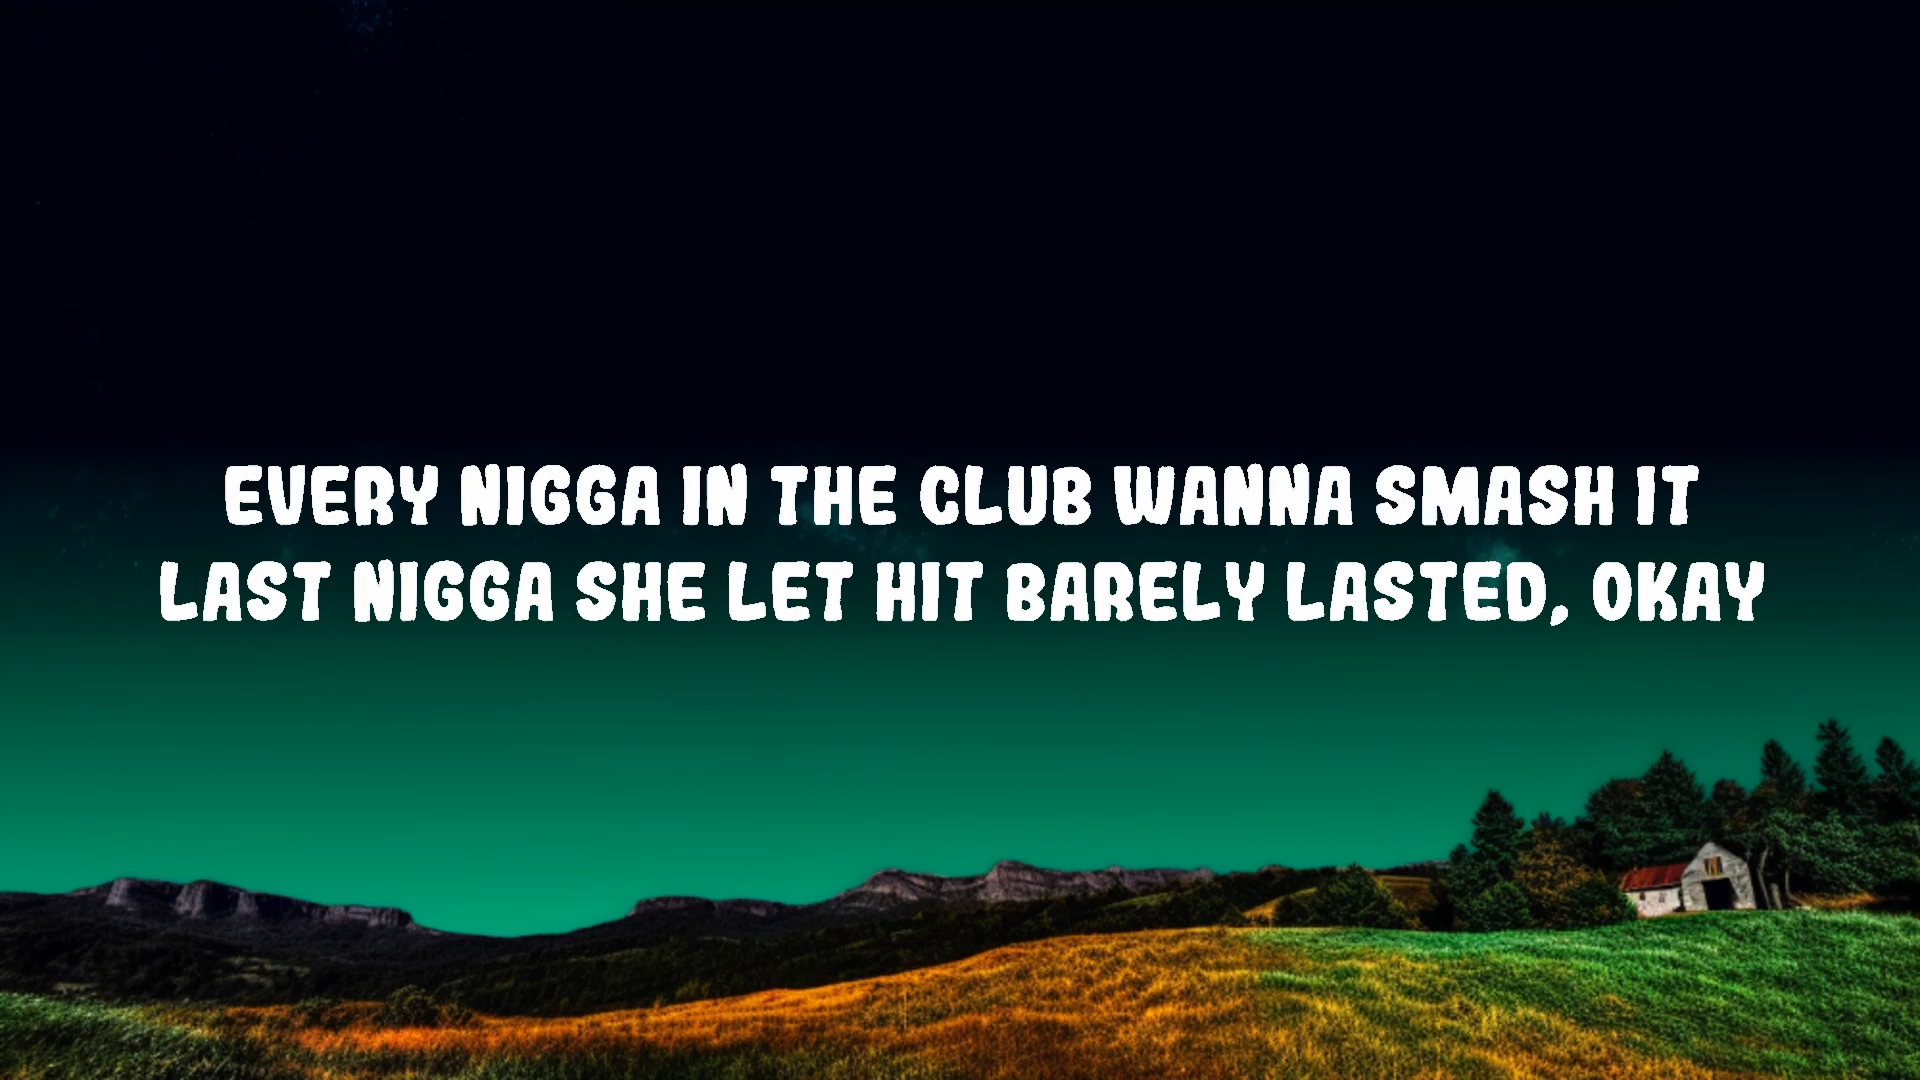 EVERY NIGGA IN THE CLUB WANNA SMASH IT
LAST NIGGA SHE LET HIT BARELY LASTED, OKAY